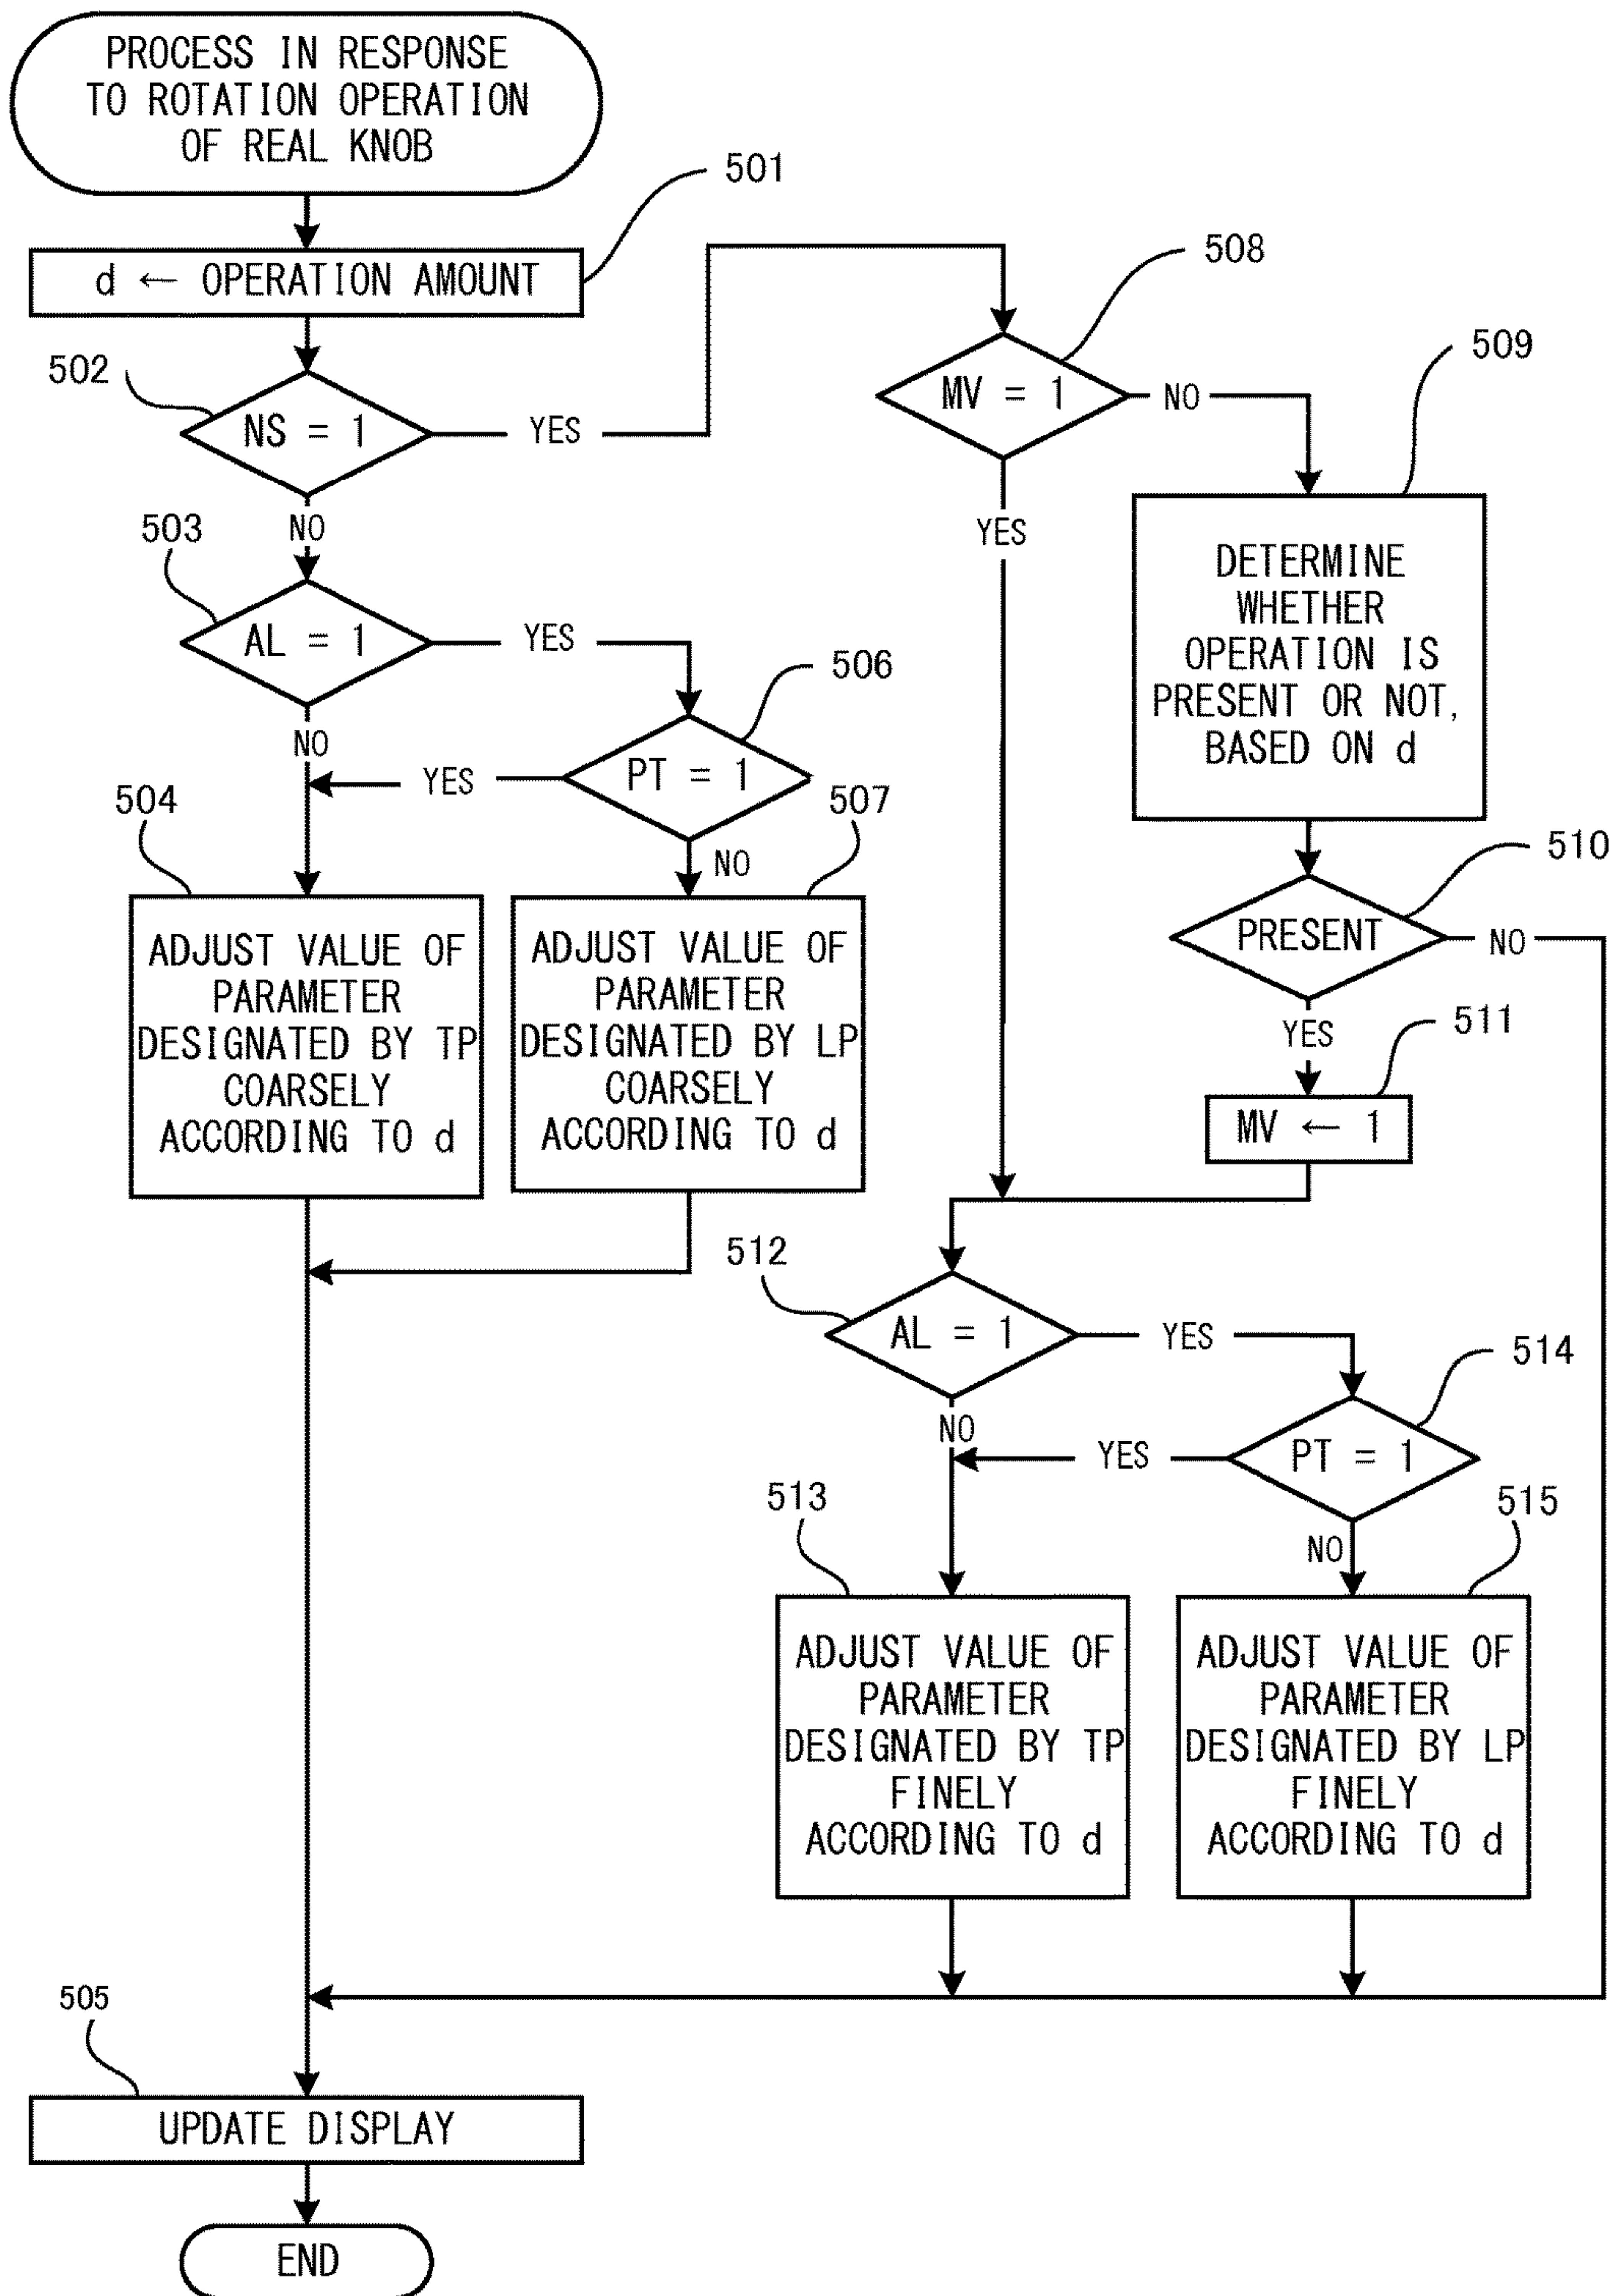 PROCESS IN RESPONSE
TO ROTATION OPERATION
OF REAL KNOB
501
d ← OPERATION AMOUNT
502
NS = 1
YES
NO
503
AL = 1
YES
NO
506
PT = 1
YES
NO
504
ADJUST VALUE OF
PARAMETER
DESIGNATED BY TP
COARSELY
ACCORDING TO d
507
ADJUST VALUE OF
PARAMETER
DESIGNATED BY LP
COARSELY
ACCORDING TO d
508
MV = 1
NO
YES
509
DETERMINE
WHETHER
OPERATION IS
PRESENT OR NOT,
BASED ON d
510
PRESENT
NO
YES
511
MV ← 1
512
AL = 1
YES
NO
514
PT = 1
YES
NO
513
ADJUST VALUE OF
PARAMETER
DESIGNATED BY TP
FINELY
ACCORDING TO d
515
ADJUST VALUE OF
PARAMETER
DESIGNATED BY LP
FINELY
ACCORDING TO d
505
UPDATE DISPLAY
END